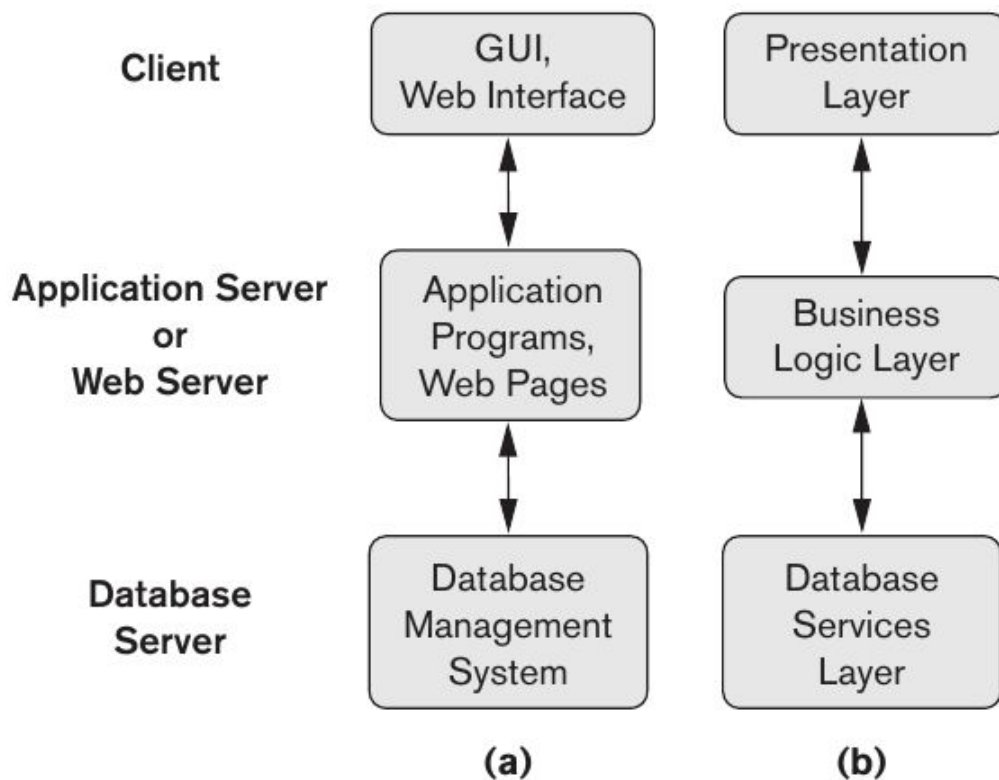 Client
GUI,
Web Interface
Presentation
Layer
Application Server
or
Web Server
Application
Programs,
Web Pages
Business
Logic Layer
Database
Server
Database
Management
System
Database
Services
Layer
(a)
(b)